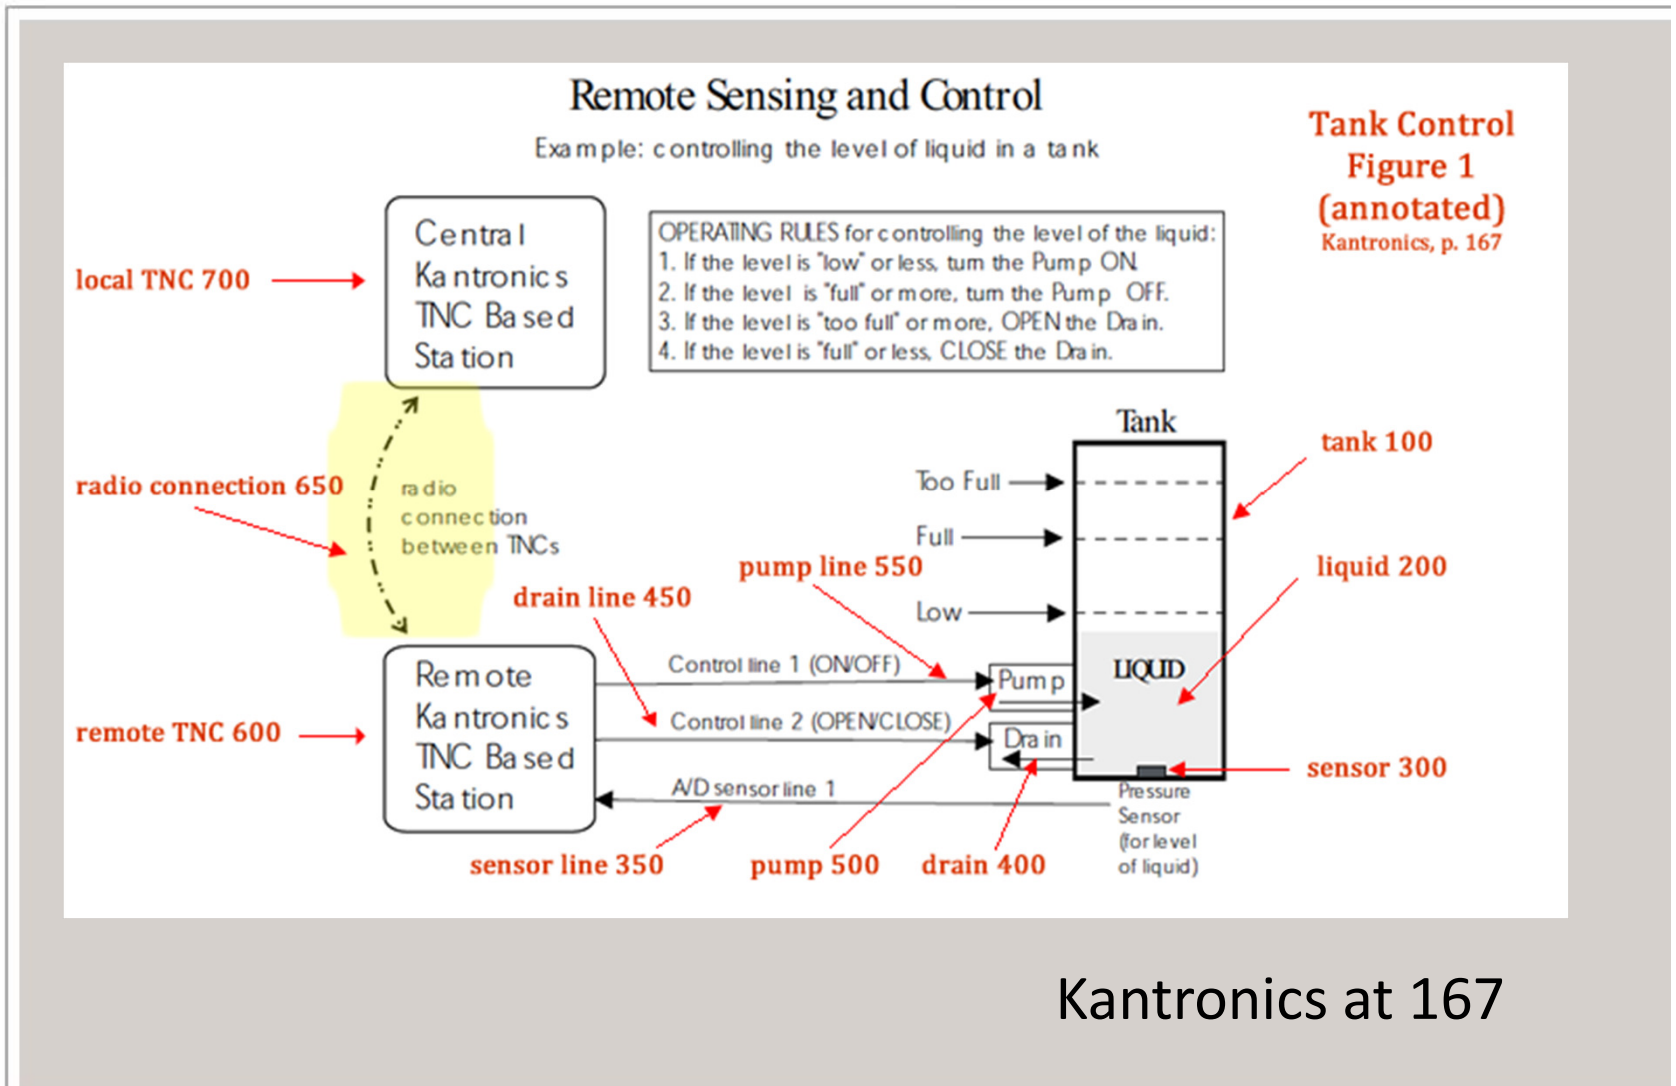 Remote Sensing and Control
Example: controlling the level of liquid in a tank
Tank Control
Figure 1
(annotated)
Kantronics, p. 167
local TNC 700
Central
Kantronics
TNC Based
Station
OPERATING RULES for controlling the level of the liquid:
1. If the level is "low" or less, turn the Pump ON.
2. If the level is "full" or more, turn the Pump OFF.
3. If the level is "too full" or more, OPEN the Drain.
4. If the level is "full" or less, CLOSE the Drain.
radio connection 650
radio
connection
between TNCs
Tank
tank 100
Too Full
Full
Low
liquid 200
LIQUID
pump line 550
drain line 450
remote TNC 600
Remote
Kantronics
TNC Based
Station
Control line 1 (ON/OFF)
Pump
Control line 2 (OPEN/CLOSE)
Drain
A/D sensor line 1
sensor 300
Pressure
Sensor
(for level
of liquid)
sensor line 350
pump 500
drain 400
Kantronics at 167